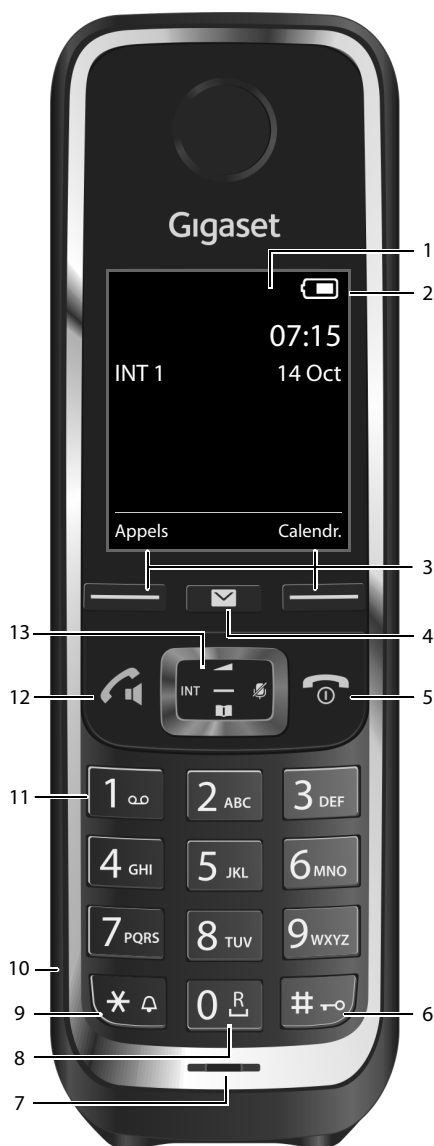 Gigaset
1
2
07:15
INT 1 14 Oct
Appels Calendr.
3
4
13
INT
12
5
11
1 2 ABC 3 DEF
4 GHI 5 JKL 6 MNO
7 PQRS 8 TUV 9 WXYZ
10
* 0 R #
9
6
8
7